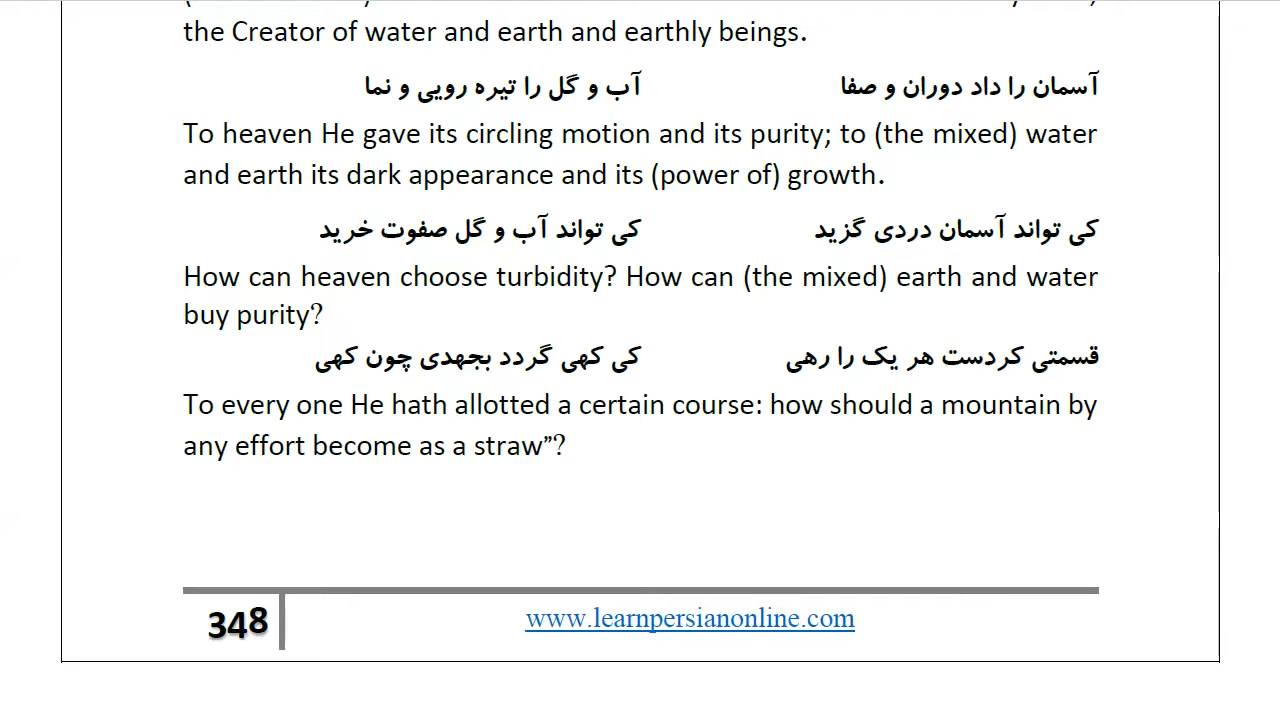 the Creator of water and earth and earthly beings.
آسمان را داد دوران و صفا آب و گل را تیره رویی و نما
To heaven He gave its circling motion and its purity; to (the mixed) water
and earth its dark appearance and its (power of) growth.
کی تواند آسمان دردی گزید کی تواند آب و گل صفوت خرید
How can heaven choose turbidity? How can (the mixed) earth and water
buy purity?
قسمتی کردست هر یک را رهی کی کهی گردد بجهدی چون کهی
To every one He hath allotted a certain course: how should a mountain by
any effort become as a straw”?
348
www.learnpersianonline.com